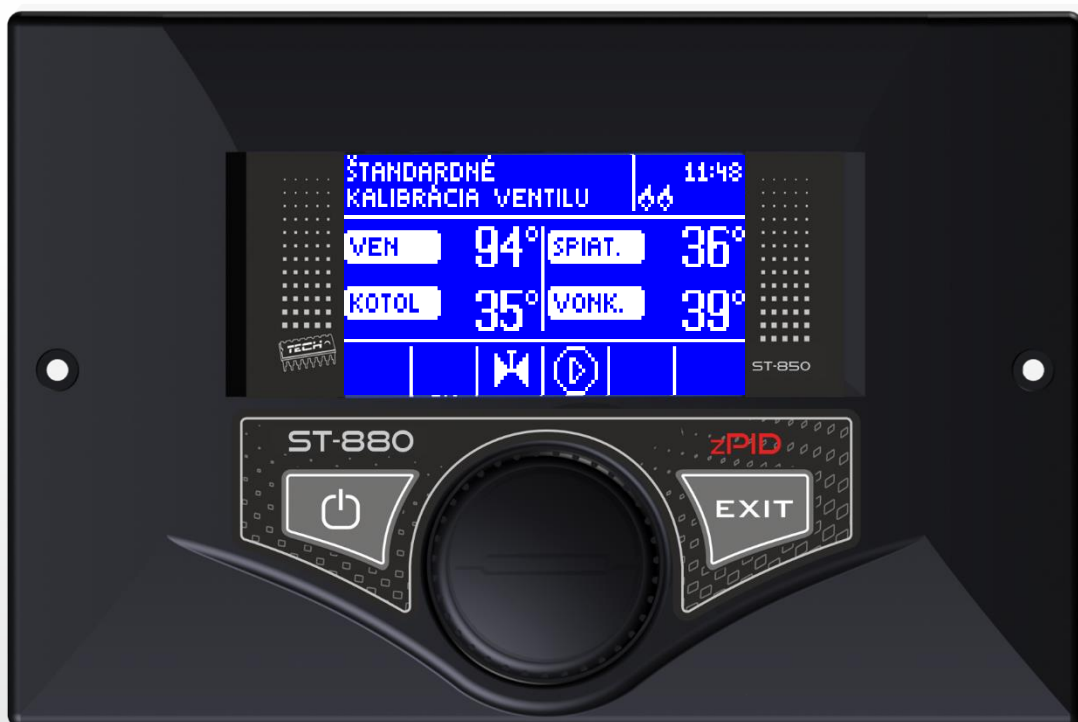 ŠTANDARDNÉ
KALIBRÁCIA VENTILU
11:48
VEN 94° SPIAT. 36°
KOTOL 35° VONK. 39°
TECH
ST-850
ST-880
zPID
EXIT